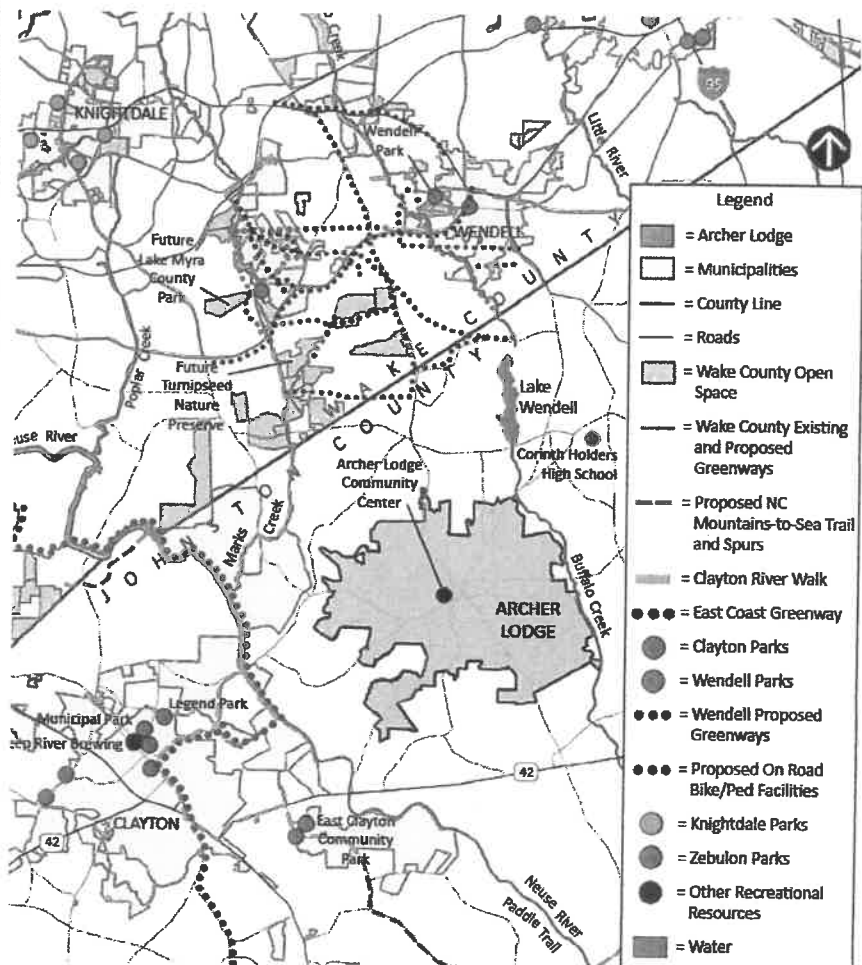 Creek
KNIGHTDALE
95
Wendell
Park
Little River
WENDELL
Future
Lake Myra
County
Park
Poplar Creek
Future
Turnipseed
Nature
Preserve
WAKE COUNTY
JOHNSTON COUNTY
Lake
Wendell
Corinth Holders
High School
euse River
Archer Lodge
Community
Center
Marks Creek
Buffalo Creek
ARCHER
LODGE
Legend Park
Municipal Park
eep River Brewing
42
CLAYTON
42
East Clayton
Community
Park
Neuse River
Paddle Trail
Legend
= Archer Lodge
= Municipalities
= County Line
= Roads
= Wake County Open
Space
= Wake County Existing
and Proposed
Greenways
= Proposed NC
Mountains-to-Sea Trail
and Spurs
= Clayton River Walk
= East Coast Greenway
= Clayton Parks
= Wendell Parks
= Wendell Proposed
Greenways
= Proposed On Road
Bike/Ped Facilities
= Knightdale Parks
= Zebulon Parks
= Other Recreational
Resources
= Water